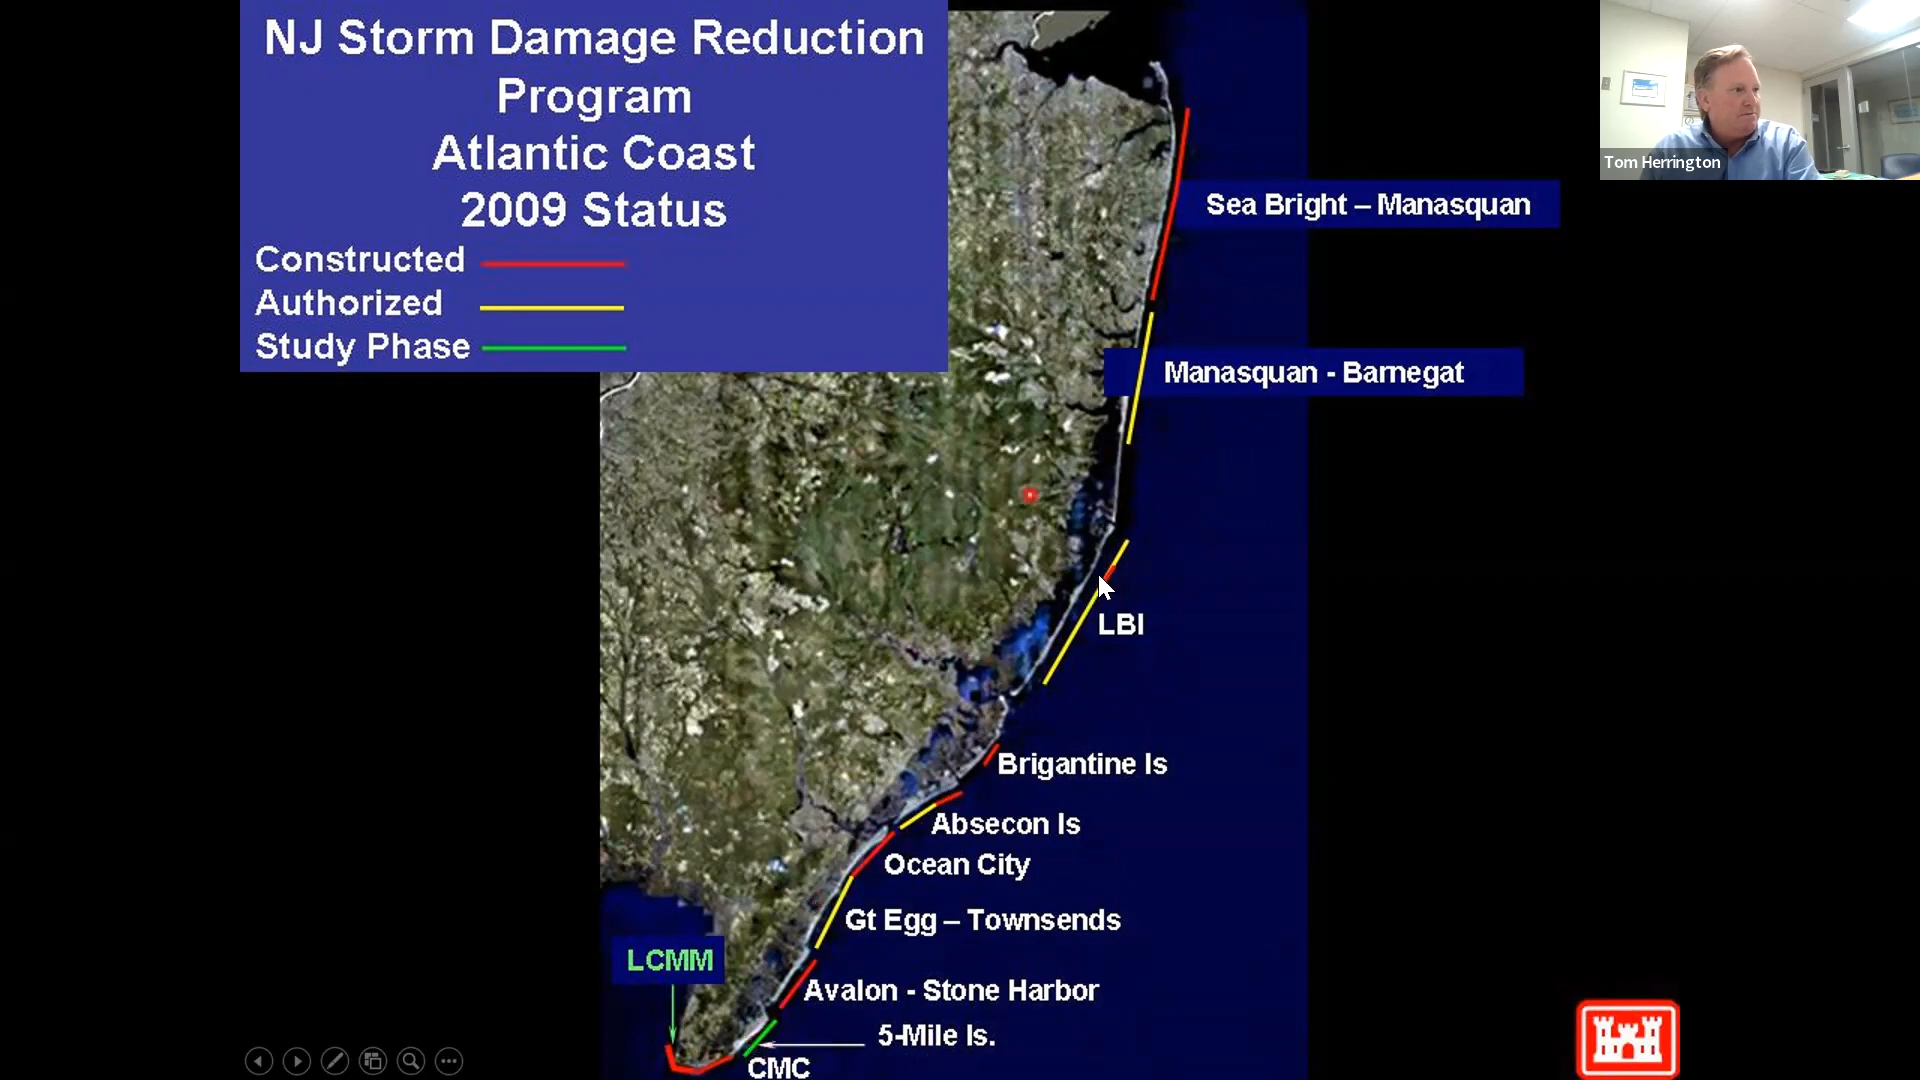 NJ Storm Damage Reduction
Program
Atlantic Coast
2009 Status
Constructed
Authorized
Study Phase
Tom Herrington
Sea Bright – Manasquan
Manasquan - Barnegat
LBI
Brigantine Is
Absecon Is
Ocean City
Gt Egg – Townsends
LCMM
Avalon - Stone Harbor
5-Mile Is.
CMC